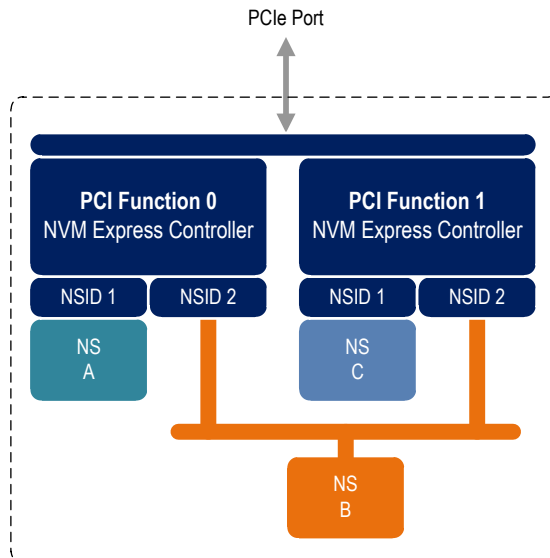 PCIe Port
PCI Function 0
NVM Express Controller
PCI Function 1
NVM Express Controller
NSID 1
NSID 2
NSID 1
NSID 2
NS
A
NS
C
NS
B